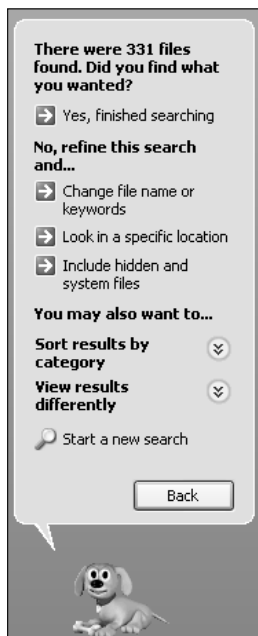 There were 331 files
found. Did you find what
you wanted?
Yes, finished searching
No, refine this search
and...
Change file name or
keywords
Look in a specific location
Include hidden and
system files
You may also want to...
Sort results by
category
View results
differently
Start a new search
Back